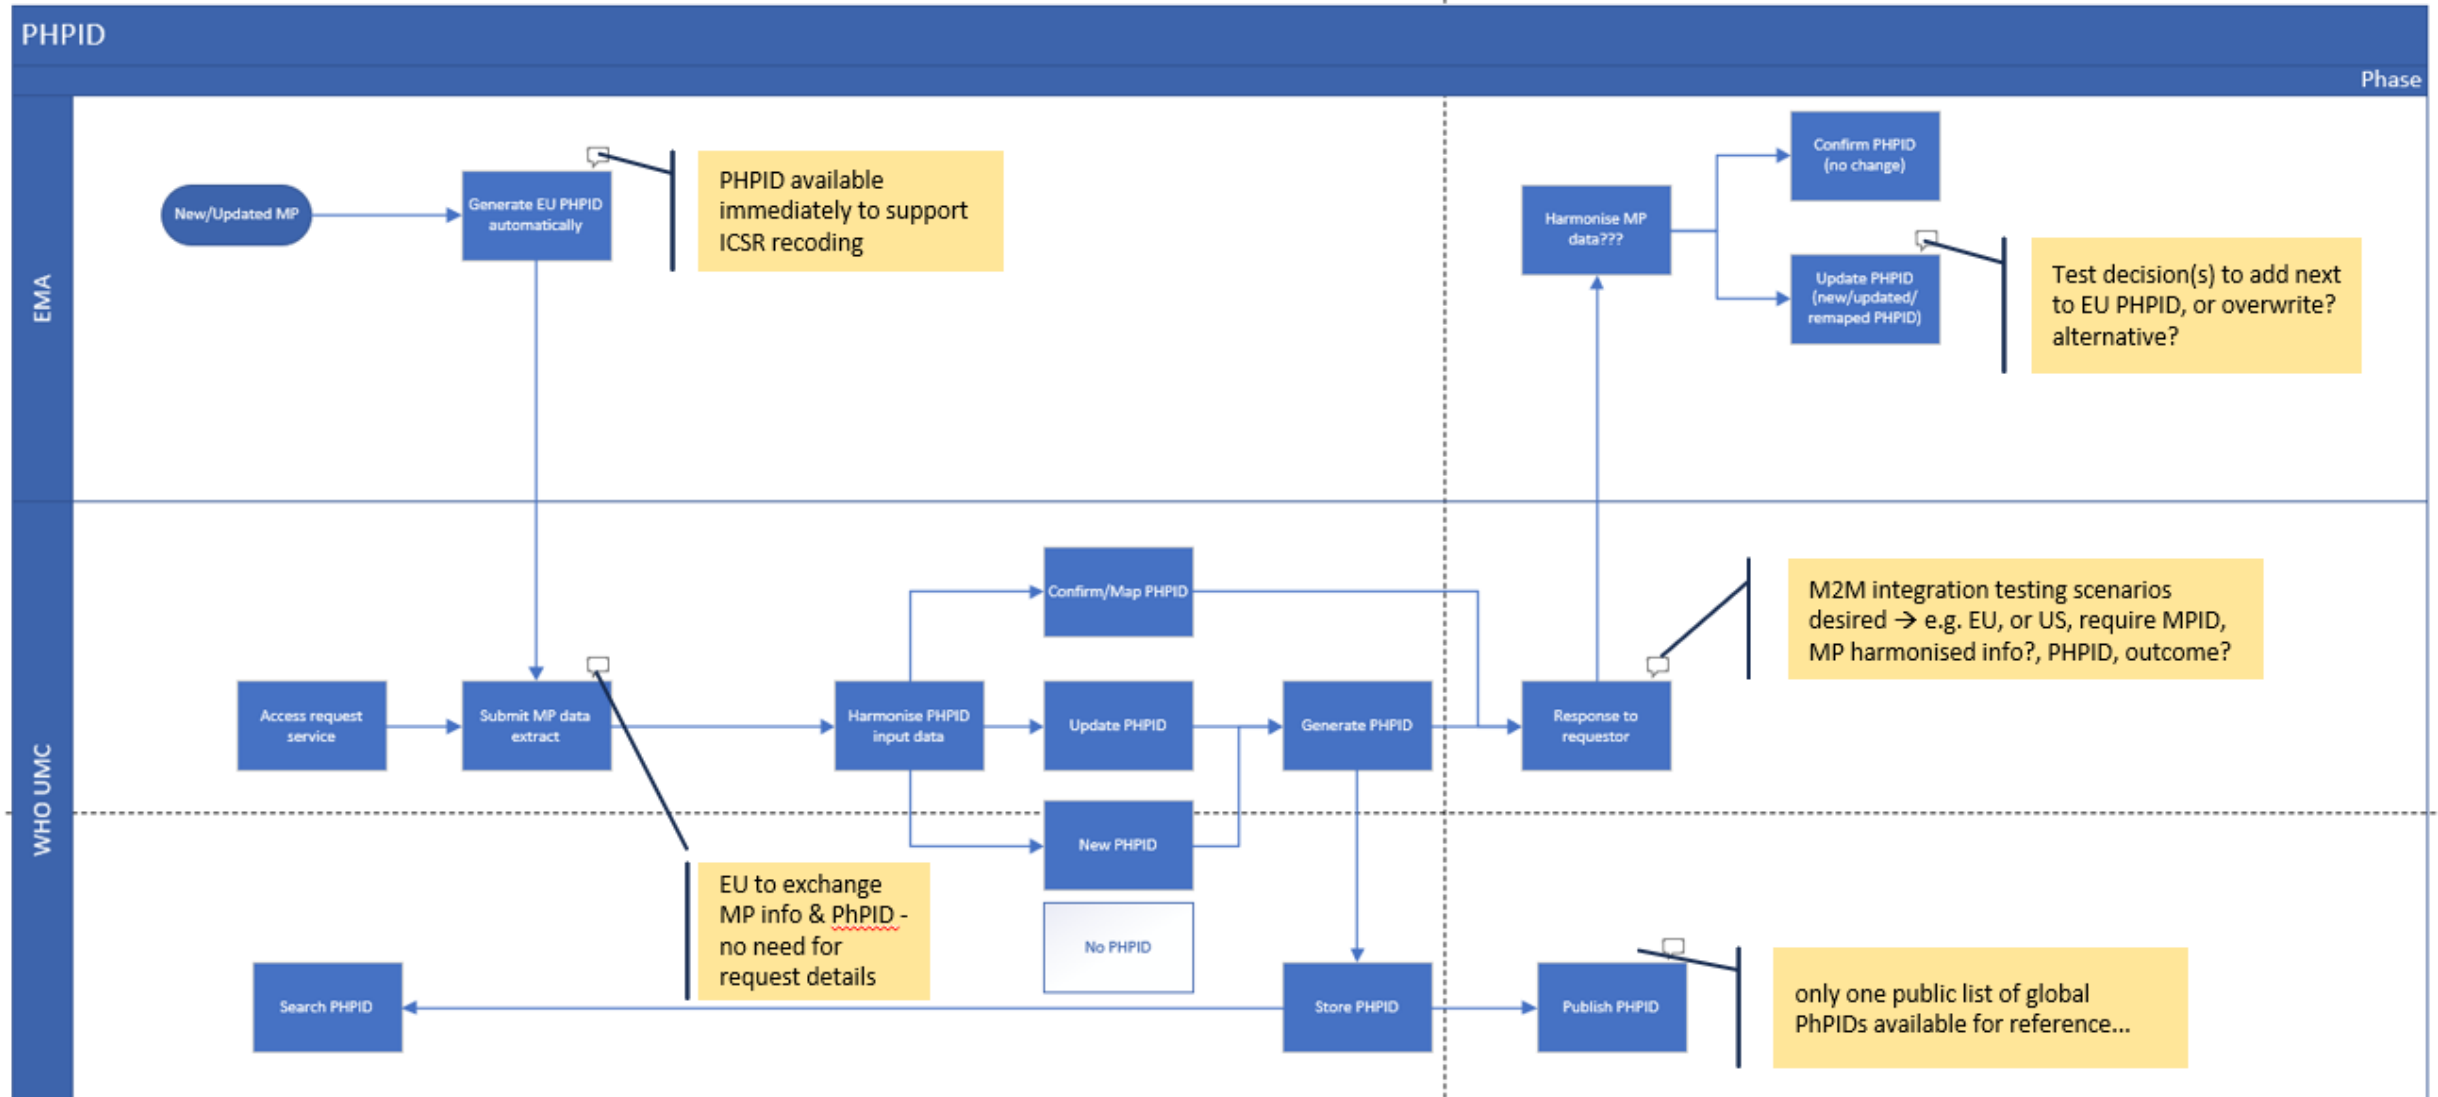 PHPID
Phase
EMA
New/Updated MP
Generate EU PHPID
automatically
PHPID available
immediately to support
ICSR recoding
Harmonise MP
data???
Confirm PHPID
(no change)
Update PHPID
(new/updated/
remaped PHPID)
Test decision(s) to add next
to EU PHPID, or overwrite?
alternative?
WHO UMC
Access request
service
Submit MP data
extract
Harmonise PHPID
input data
Confirm/Map PHPID
Update PHPID
New PHPID
No PHPID
Generate PHPID
Response to
requestor
M2M integration testing scenarios
desired → e.g. EU, or US, require MPID,
MP harmonised info?, PHPID, outcome?
EU to exchange
MP info & PhPID -
no need for
request details
Search PHPID
Store PHPID
Publish PHPID
only one public list of global
PhPIDs available for reference...